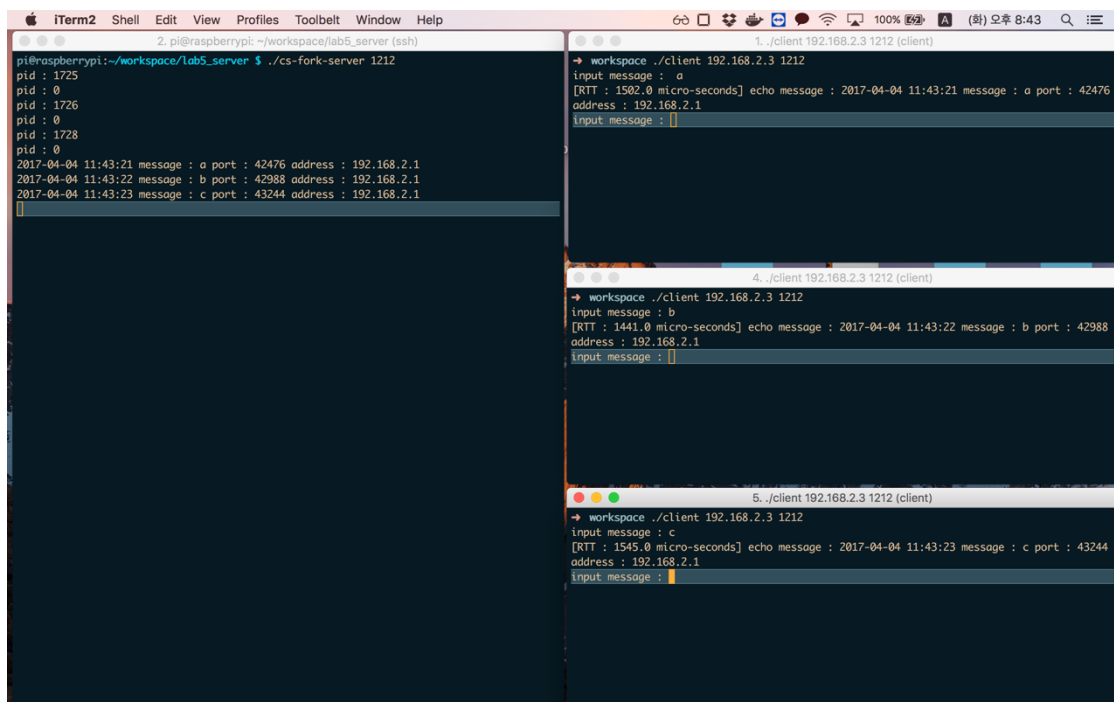 iTerm2 Shell Edit View Profiles Toolbelt Window Help 100% A (화) 오후 8:43
2. pi@raspberrypi: ~/workspace/lab5_server (ssh)
pi@raspberrypi:~/workspace/lab5_server $ ./cs-fork-server 1212
pid : 1725
pid : 0
pid : 1726
pid : 0
pid : 1728
pid : 0
2017-04-04 11:43:21 message : a port : 42476 address : 192.168.2.1
2017-04-04 11:43:22 message : b port : 42988 address : 192.168.2.1
2017-04-04 11:43:23 message : c port : 43244 address : 192.168.2.1
1. ./client 192.168.2.3 1212 (client)
→ workspace ./client 192.168.2.3 1212
input message :  a
[RTT : 1502.0 micro-seconds] echo message : 2017-04-04 11:43:21 message : a port : 42476
address : 192.168.2.1
input message :
4. ./client 192.168.2.3 1212 (client)
→ workspace ./client 192.168.2.3 1212
input message : b
[RTT : 1441.0 micro-seconds] echo message : 2017-04-04 11:43:22 message : b port : 42988
address : 192.168.2.1
input message :
5. ./client 192.168.2.3 1212 (client)
→ workspace ./client 192.168.2.3 1212
input message : c
[RTT : 1545.0 micro-seconds] echo message : 2017-04-04 11:43:23 message : c port : 43244
address : 192.168.2.1
input message :